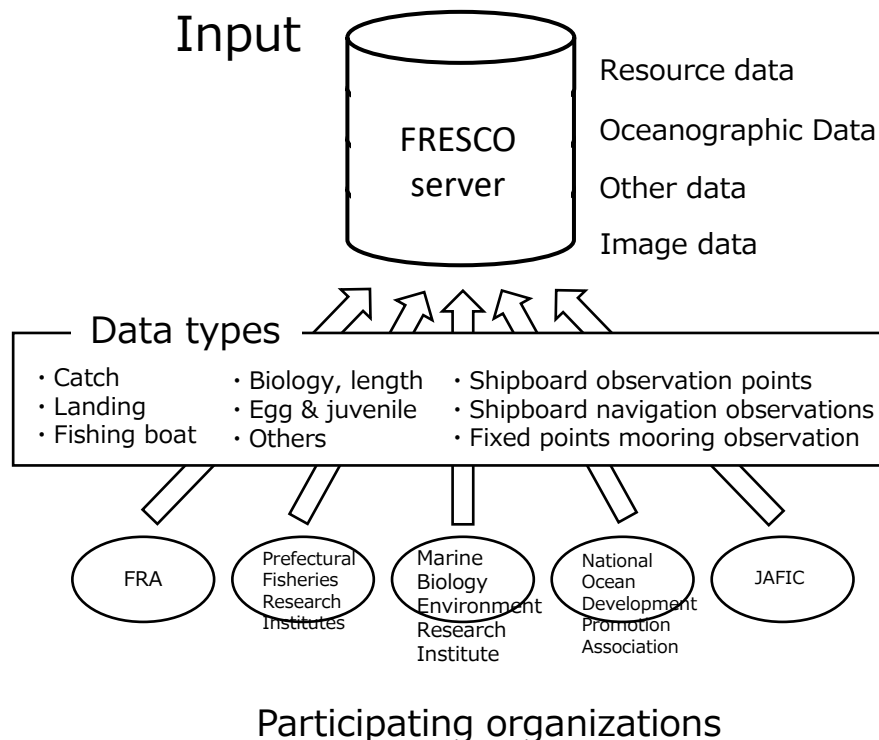 Input
FRESCO
server
Resource data
Oceanographic Data
Other data
Image data
Data types
・Catch
・Landing
・Fishing boat
・Biology, length
・Egg & juvenile
・Others
・Shipboard observation points
・Shipboard navigation observations
・Fixed points mooring observation
FRA
Prefectural
Fisheries
Research
Institutes
Marine
Biology
Environment
Research
Institute
National
Ocean
Development
Promotion
Association
JAFIC
Participating organizations